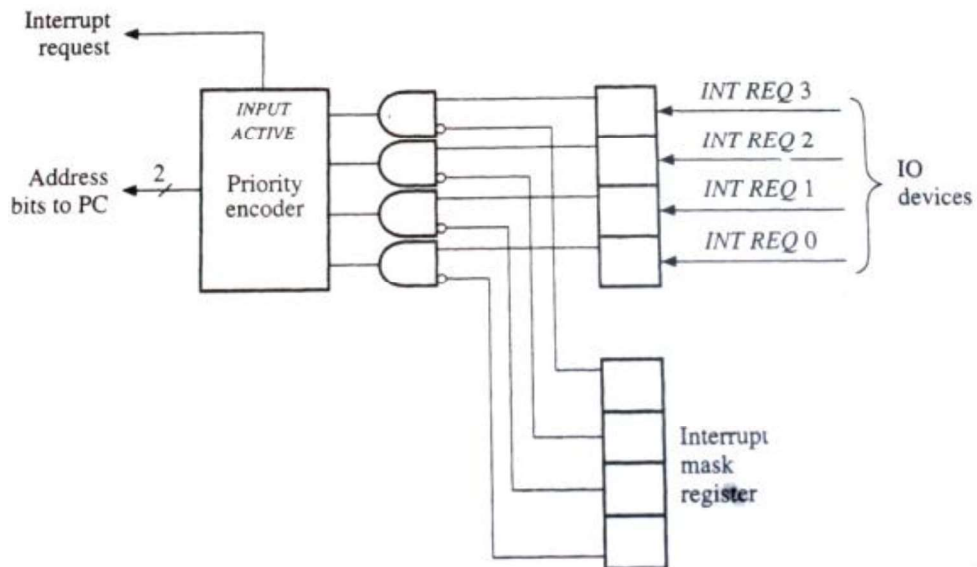 Interrupt
request
INPUT
ACTIVE
Priority
encoder
2
Address
bits to PC
INT REQ 3
INT REQ 2
INT REQ 1
INT REQ 0
IO
devices
Interrupt
mask
register